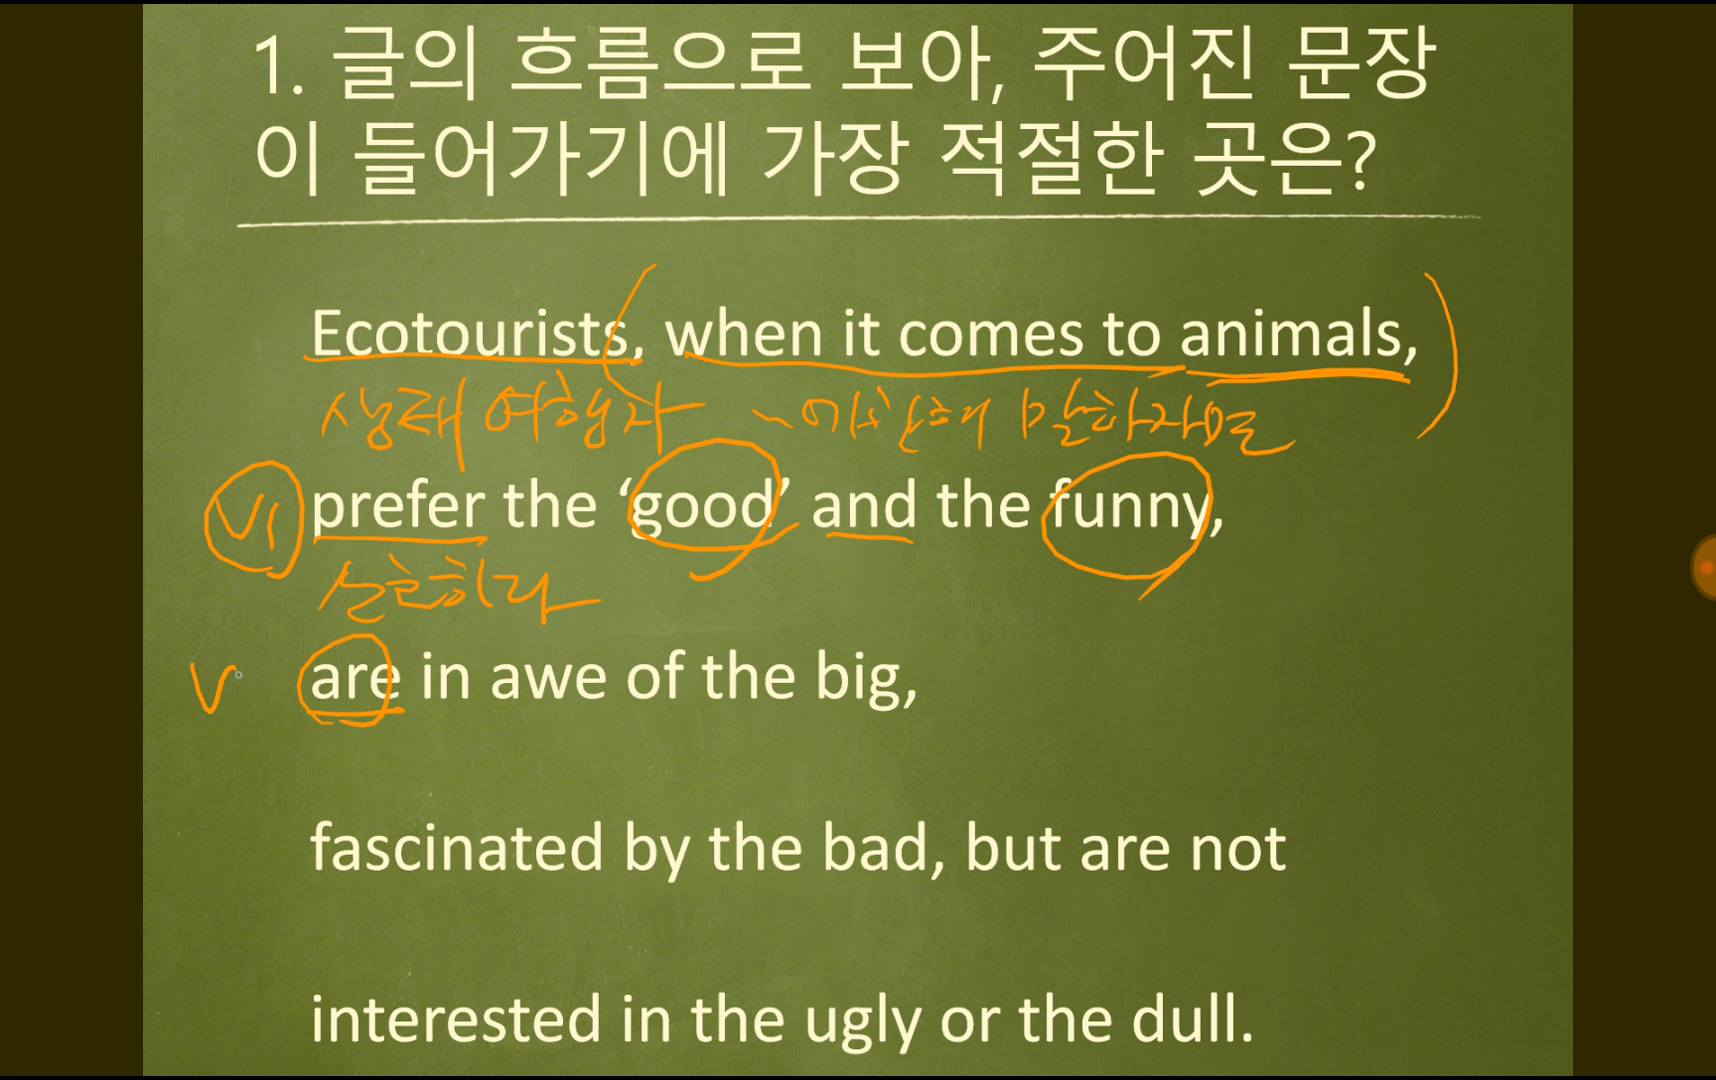 1. 글의 흐름으로 보아, 주어진 문장
이 들어가기에 가장 적절한 곳은?
Ecotourists, when it comes to animals,
생태 여행자 ~에 관해 말하자면
V1 prefer the ‘good’ and the funny,
선호하다
V are in awe of the big,
fascinated by the bad, but are not
interested in the ugly or the dull.